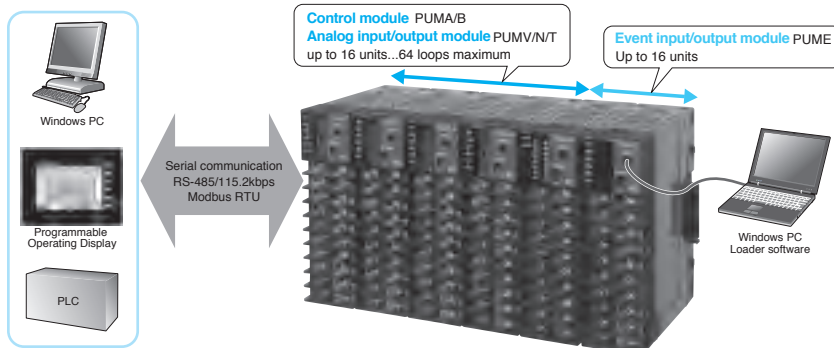 Control module PUMA/B
Analog input/output module PUMV/N/T
up to 16 units...64 loops maximum
Event input/output module PUME
Up to 16 units
Windows PC
Serial communication
RS-485/115.2kbps
Modbus RTU
Programmable
Operating Display
PLC
Windows PC
Loader software